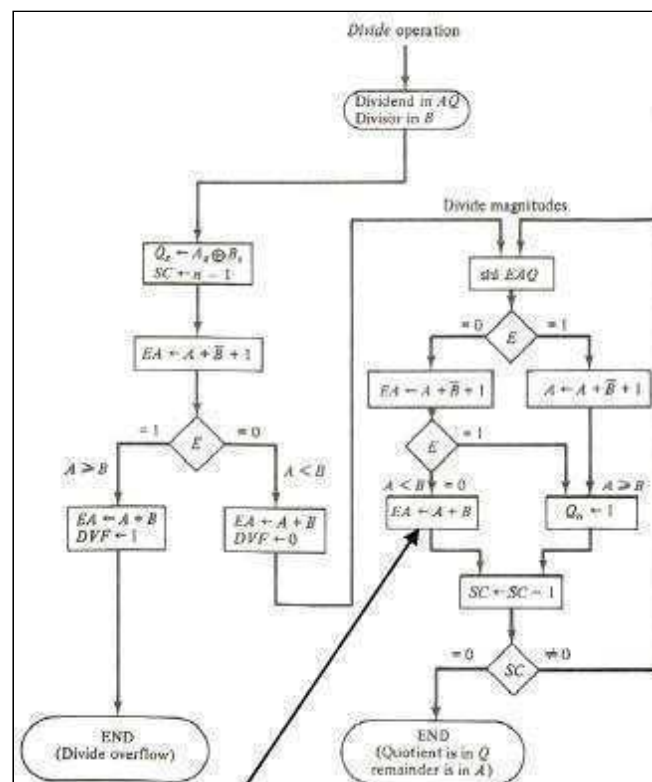 Divide operation
Dividend in AQ
Divisor in B
Divide magnitudes
Qₛ ← Aₛ ⊕ Bₛ
SC ← n − 1
shl EAQ
= 0
= 1
E
EA ← A + B̅ + 1
EA ← A + B̅ + 1
A ← A + B̅ + 1
= 1
E
= 0
E
= 1
A ≥ B
A < B
A < B
= 0
A ≥ B
EA ← A + B
DVF ← 1
EA ← A + B
DVF ← 0
EA ← A + B
Qₙ ← 1
SC ← SC − 1
= 0
≠ 0
SC
END
(Divide overflow)
END
(Quotient is in Q
remainder is in A)